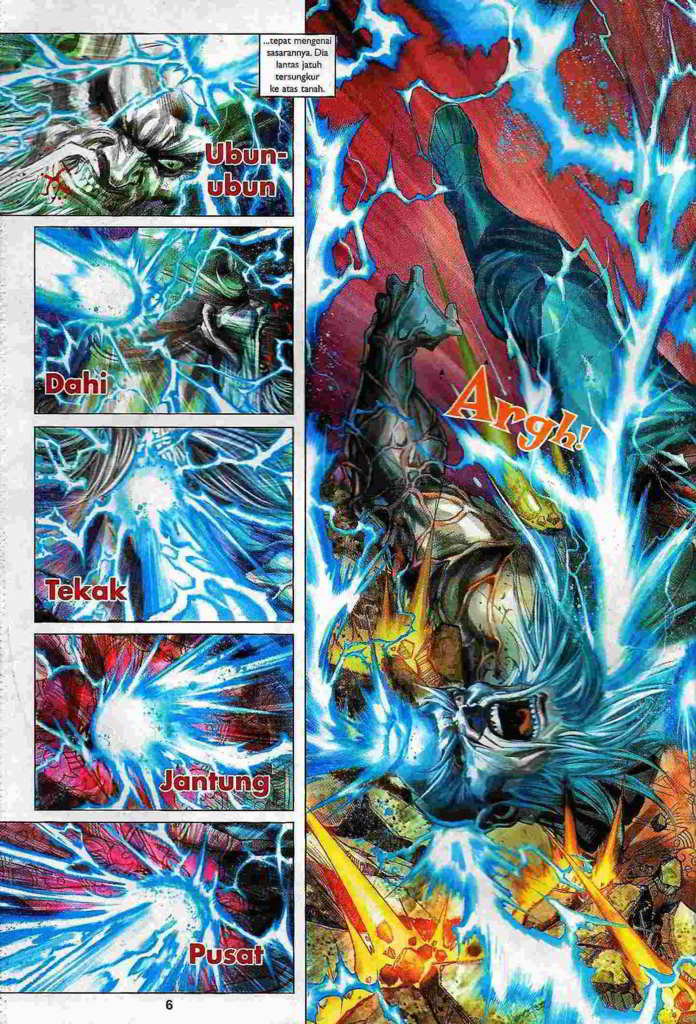 ...tepat mengenai
sasarannya. Dia
lantas jatuh
tersungkur
ke atas tanah.
Ubun-
ubun
Dahi
Tekak
Jantung
Pusat
Argh!
6